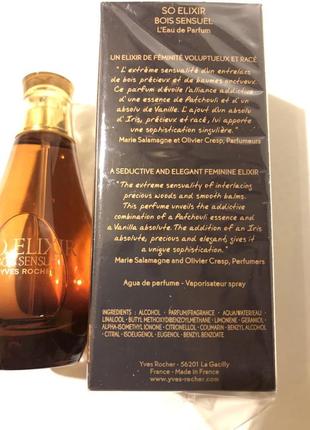 SO ELIXIR
BOIS SENSUEL
L'Eau de Parfum
UN ELIXIR DE FÉMINITÉ VOLUPTUEUX ET RACÉ
" L'extrême sensualité d'un entrelacs
de bois précieux et de baumes onctueux.
Ce parfum dévoile l'alliance addictive
d'une essence de Patchouli et d'un
absolu de Vanille. L'ajout d'un absolu
d'Iris, précieux et racé, lui apporte
une sophistication singulière. "
Marie Salamagne et Olivier Cresp, Parfumeurs
A SEDUCTIVE AND ELEGANT FEMININE ELIXIR
"The extreme sensuality of interlacing
precious woods and smooth balms.
This perfume unveils the addictive
combination of a Patchouli essence and
Vanilla absolute. The addition of an Iris
absolute, precious and elegant, gives it
a unique sophistication."
Marie Salamagne and Olivier Cresp, Perfumers
Agua de parfume - Vaporisateur spray
INGREDIENTS : ALCOHOL • PARFUM/FRAGRANCE • AQUA/WATER/EAU
• LINALOOL • BUTYL METHOXYDIBENZOYLMETHANE • LIMONENE • GERANIOL
• ALPHA-ISOMETHYL IONONE • CITRONELLOL • COUMARIN • BENZYL ALCOHOL
• CITRAL • ISOEUGENOL • EUGENOL • BENZYL BENZOATE
Yves Rocher - 56201 La Gacilly
France - Made in France
www.yves-rocher.com
SO ELIXIR
BOIS SENSUEL
YVES ROCHER